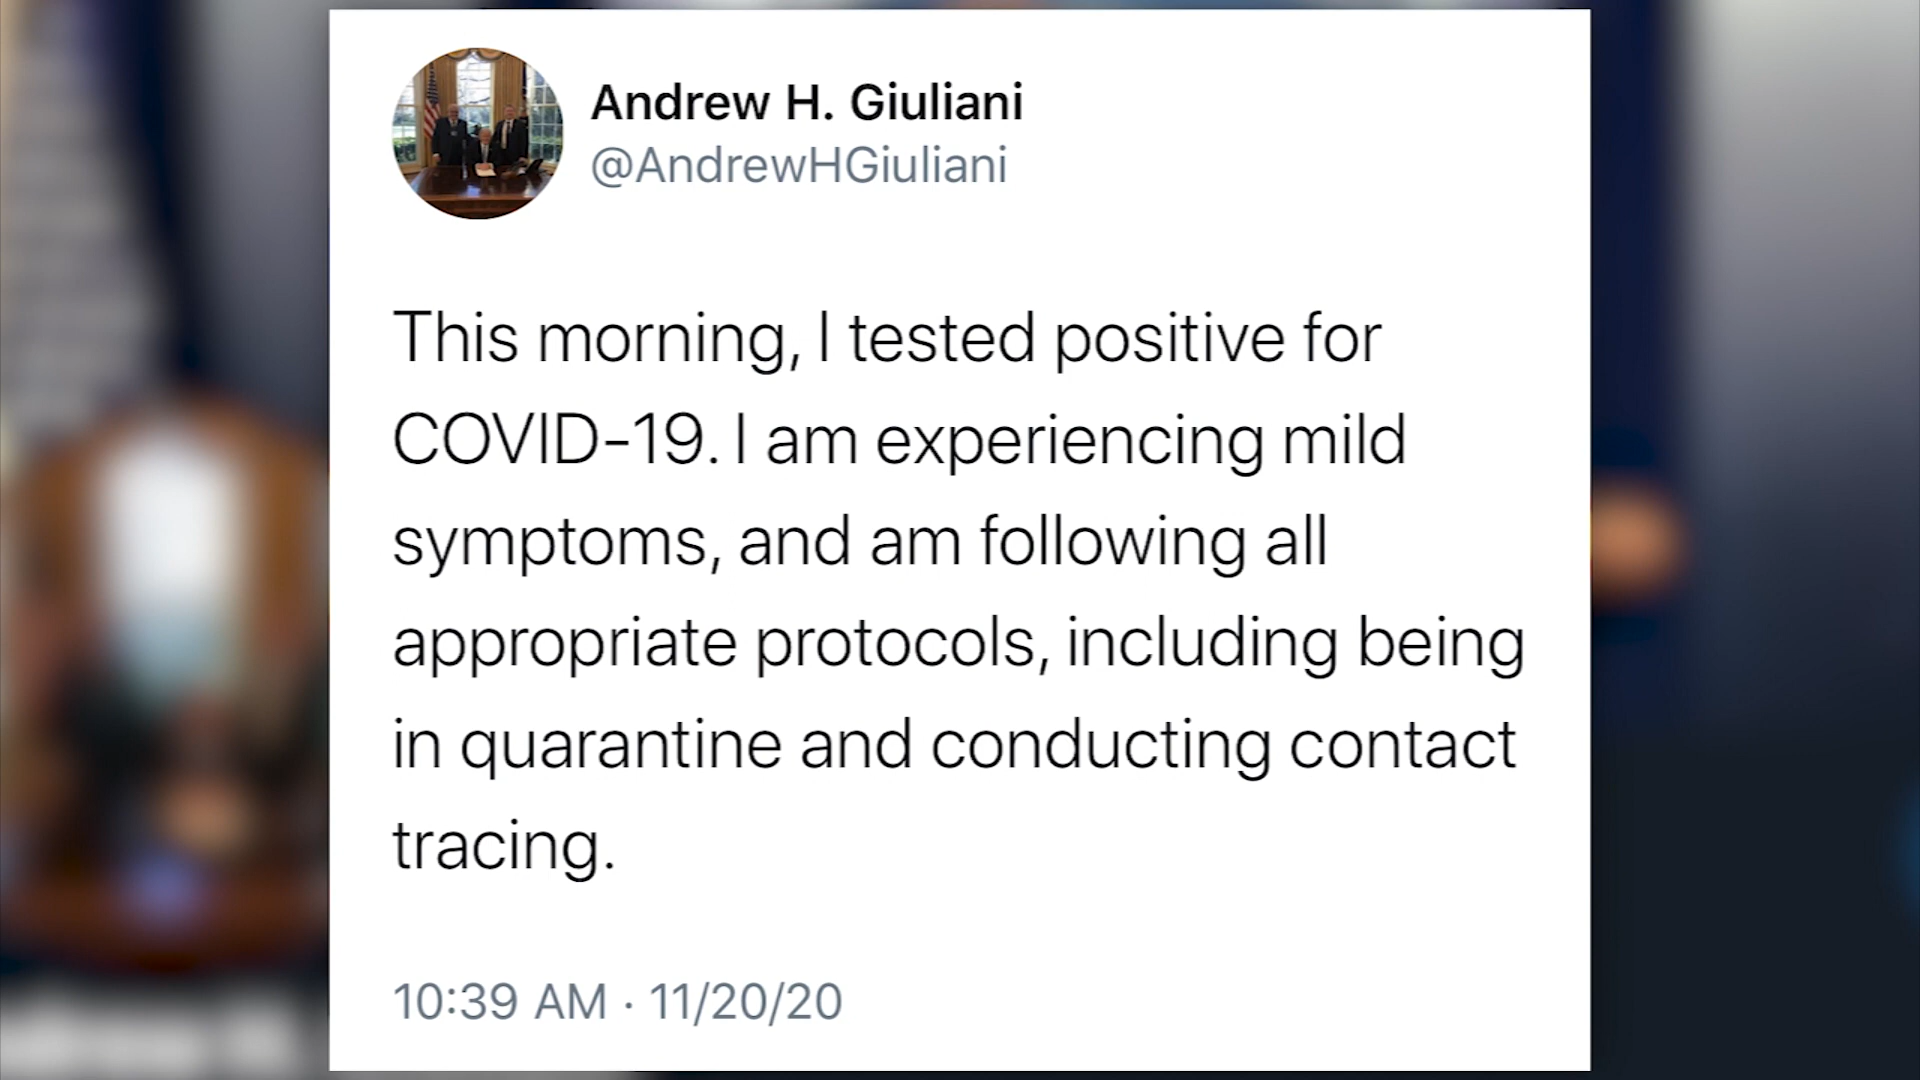 Andrew H. Giuliani
@AndrewHGiuliani
This morning, I tested positive for
COVID-19. I am experiencing mild
symptoms, and am following all
appropriate protocols, including being
in quarantine and conducting contact
tracing.
10:39 AM · 11/20/20